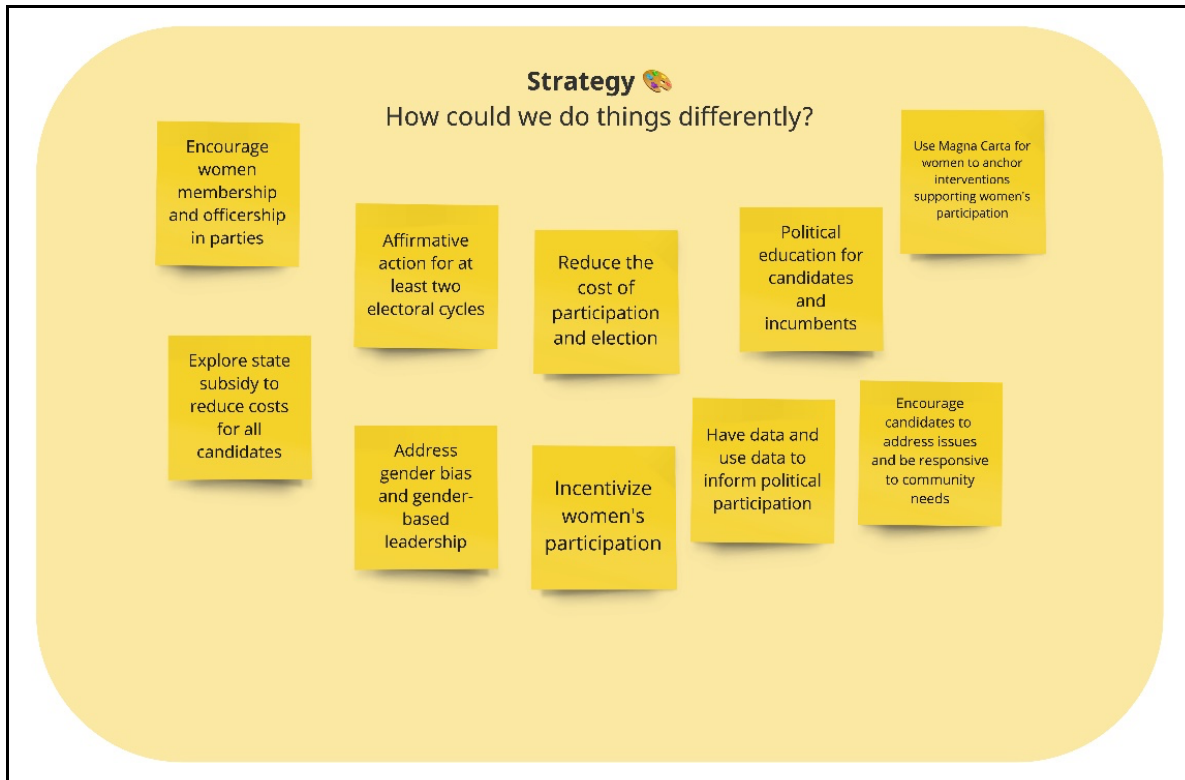 Strategy 🎨
How could we do things differently?
Encourage
women
membership
and officership
in parties
Affirmative
action for at
least two
electoral cycles
Reduce the
cost of
participation
and election
Political
education for
candidates
and
incumbents
Use Magna Carta for
women to anchor
interventions
supporting women's
participation
Explore state
subsidy to
reduce costs
for all
candidates
Address
gender bias
and gender-
based
leadership
Incentivize
women's
participation
Have data and
use data to
inform political
participation
Encourage
candidates to
address issues
and be responsive
to community
needs